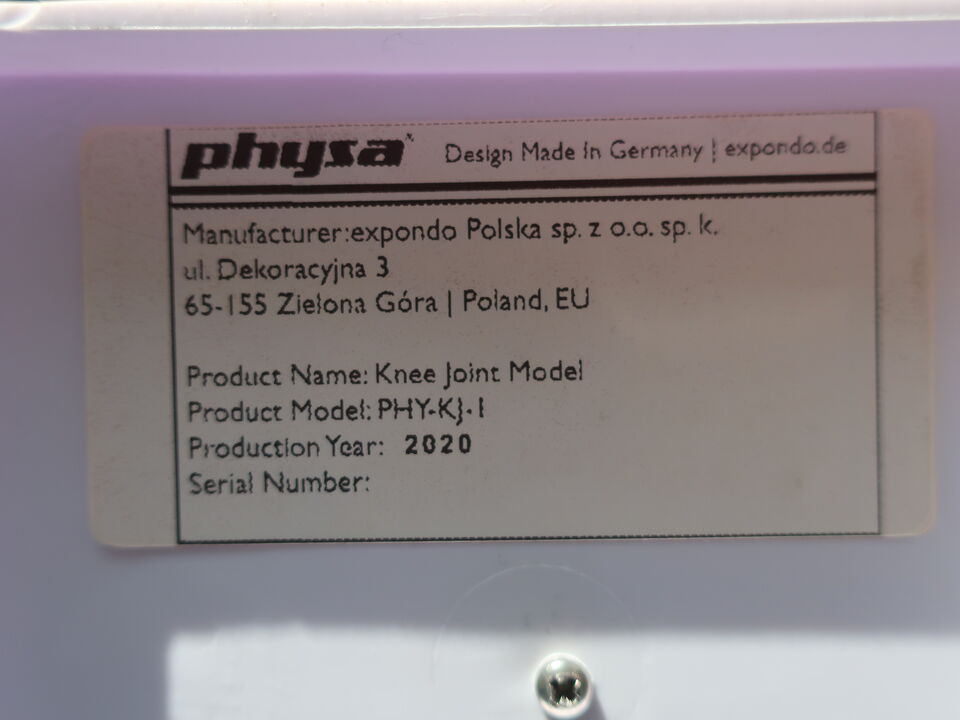 physa
Design Made in Germany | expondo.de
Manufacturer:expondo Polska sp. z o.o. sp. k.
ul. Dekoracyjna 3
65-155 Zielona Góra | Poland, EU
Product Name: Knee Joint Model
Product Model: PHY-KJ-1
Production Year: 2020
Serial Number: